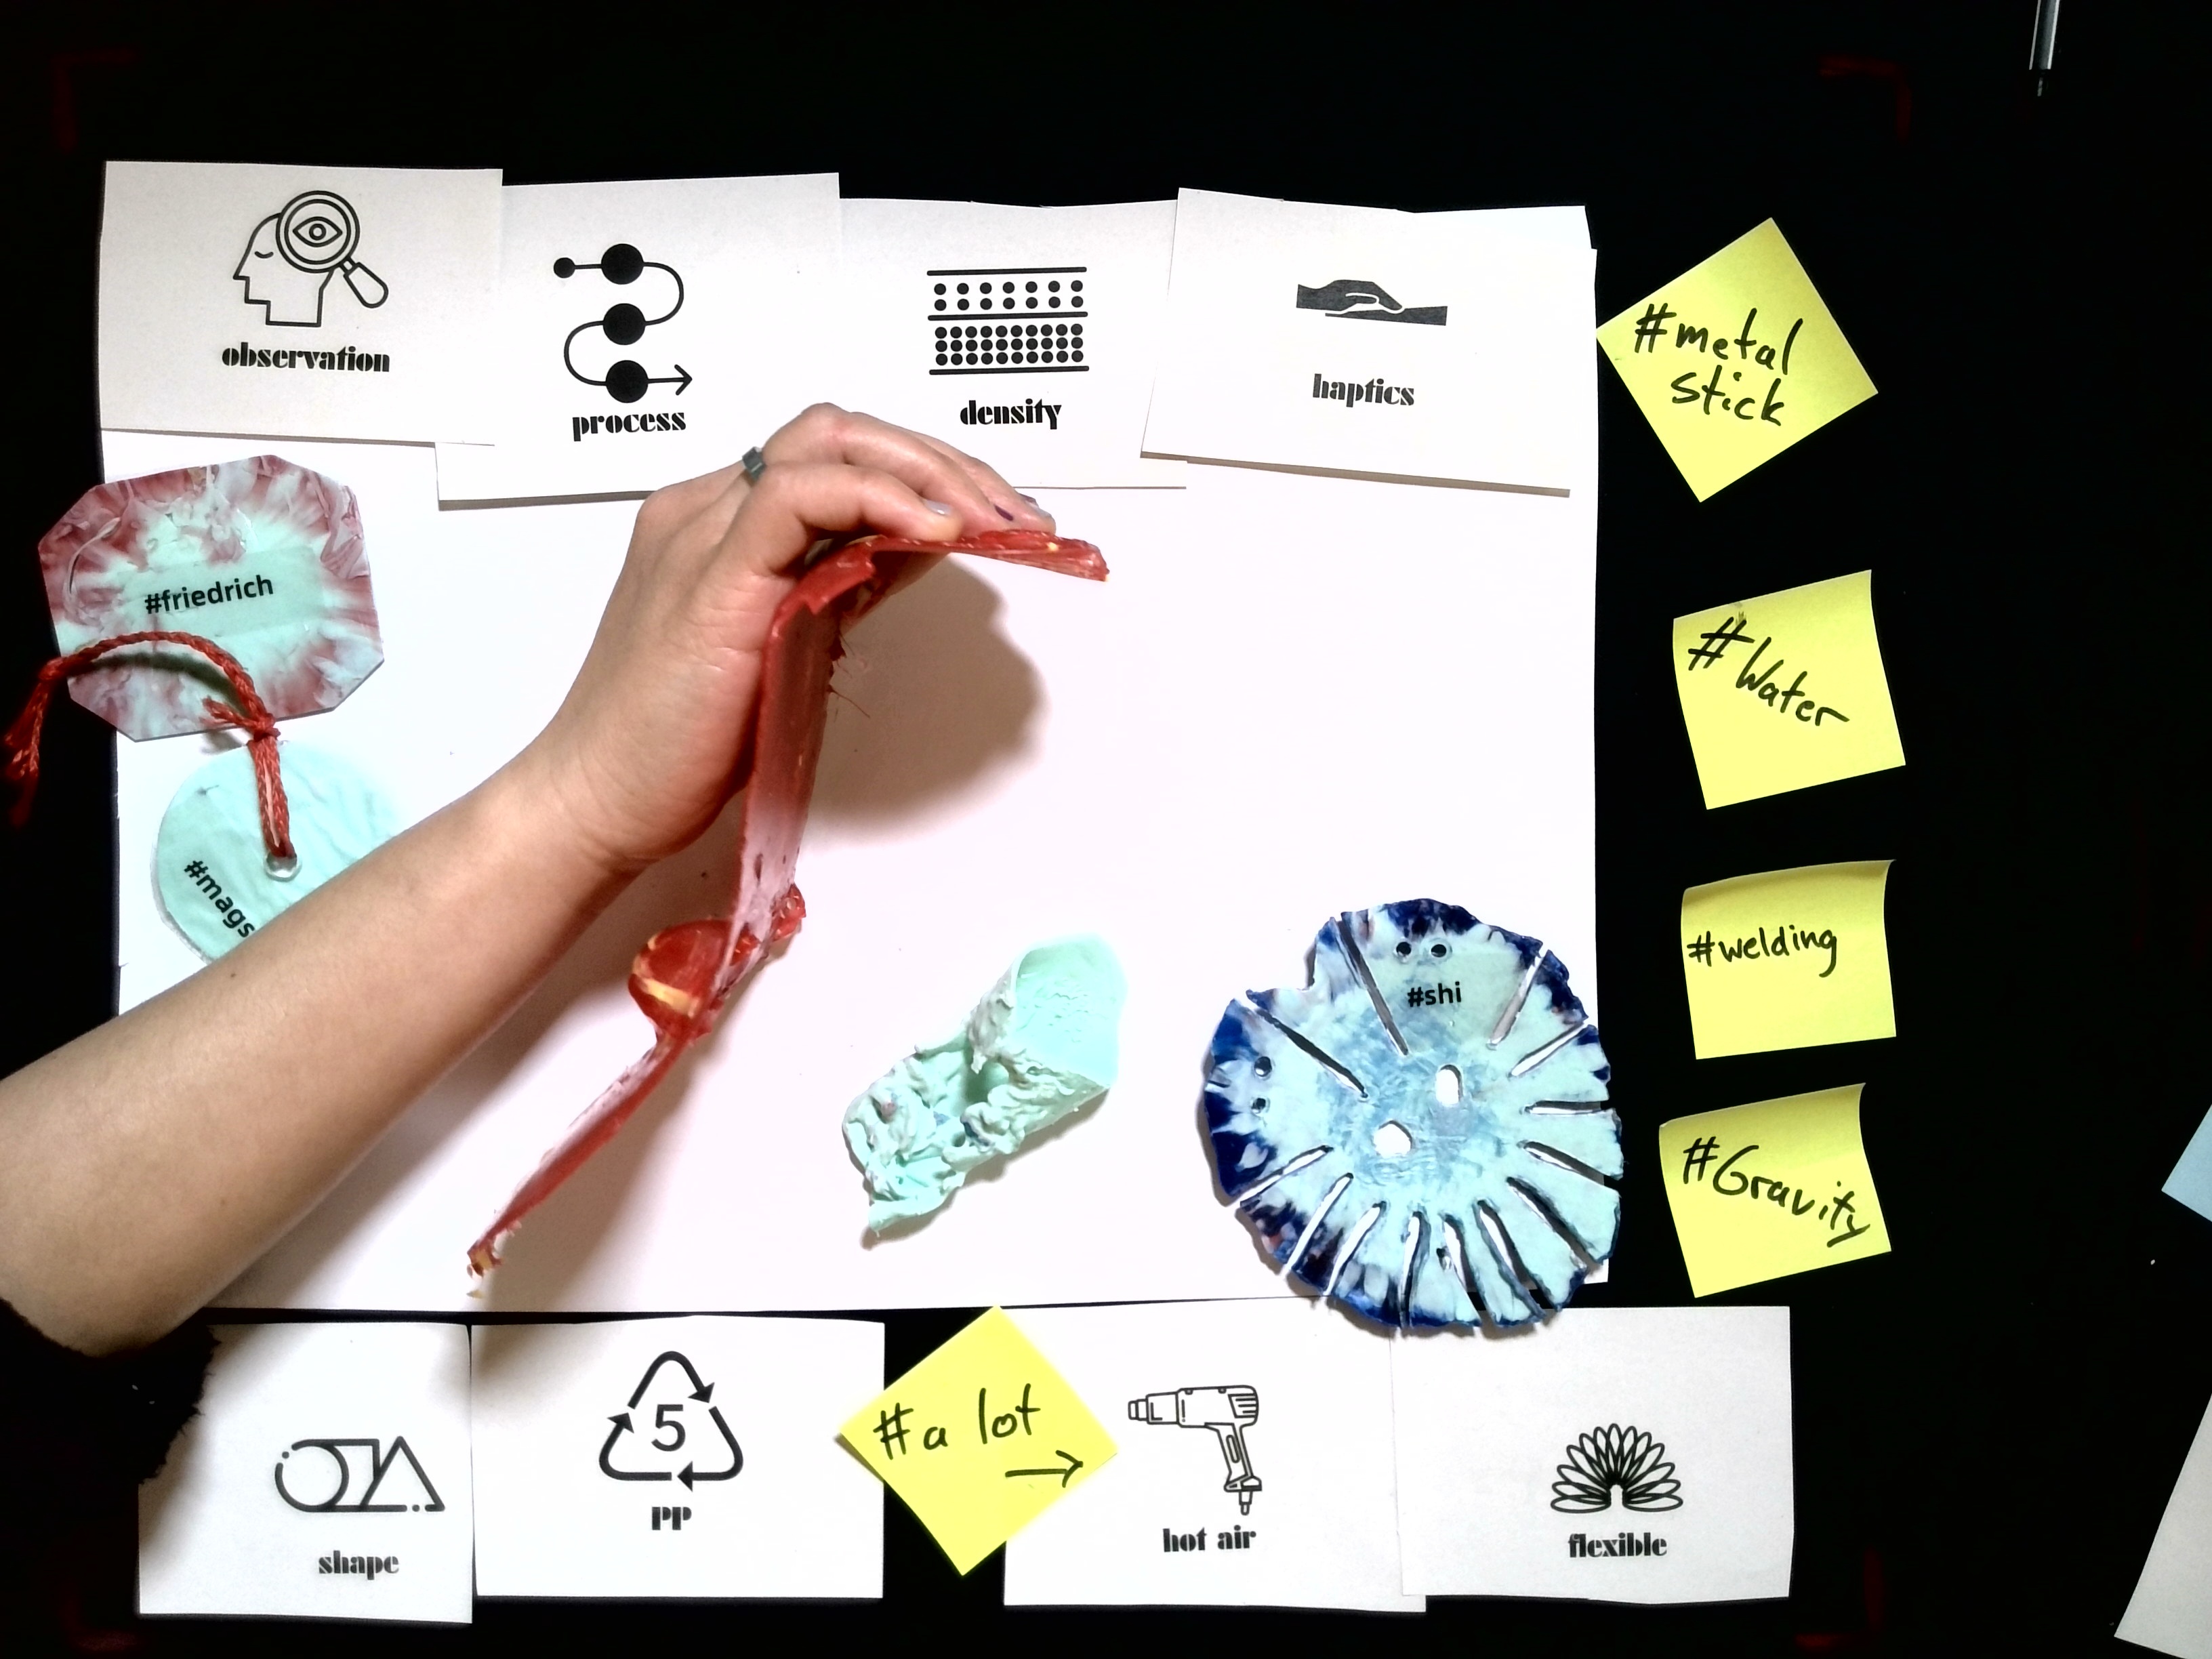 observation
process
density
haptics
#metal
stick
#friedrich
#Water
#mags
#welding
#shi
#Gravity
shape
5
PP
#a lot
→
hot air
flexible